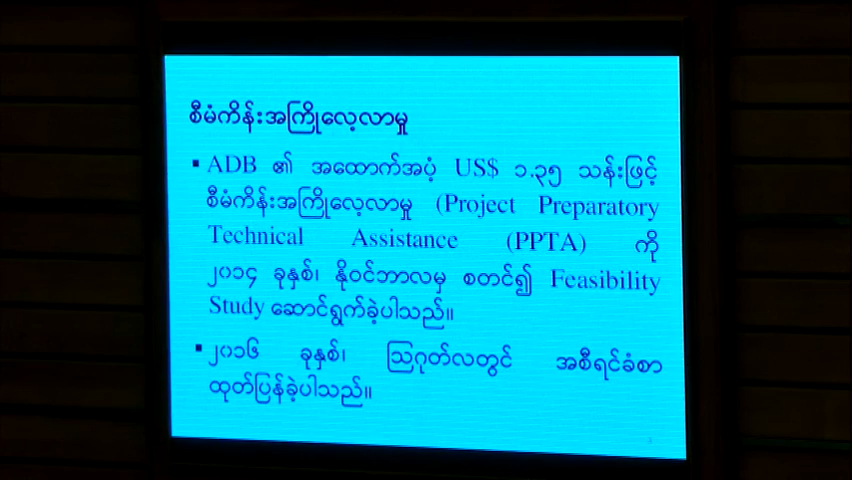 စီမံကိန်းအကြိုလေ့လာမှု
▪ ADB ၏ အထောက်အပံ့ US$ ၁.၃၅ သန်းဖြင့်
စီမံကိန်းအကြိုလေ့လာမှု (Project Preparatory
Technical Assistance (PPTA) ကို
၂၀၁၄ ခုနှစ်၊ နိုဝင်ဘာလမှ စတင်၍ Feasibility
Study ဆောင်ရွက်ခဲ့ပါသည်။
▪ ၂၀၁၆ ခုနှစ်၊ ဩဂုတ်လတွင် အစီရင်ခံစာ
ထုတ်ပြန်ခဲ့ပါသည်။